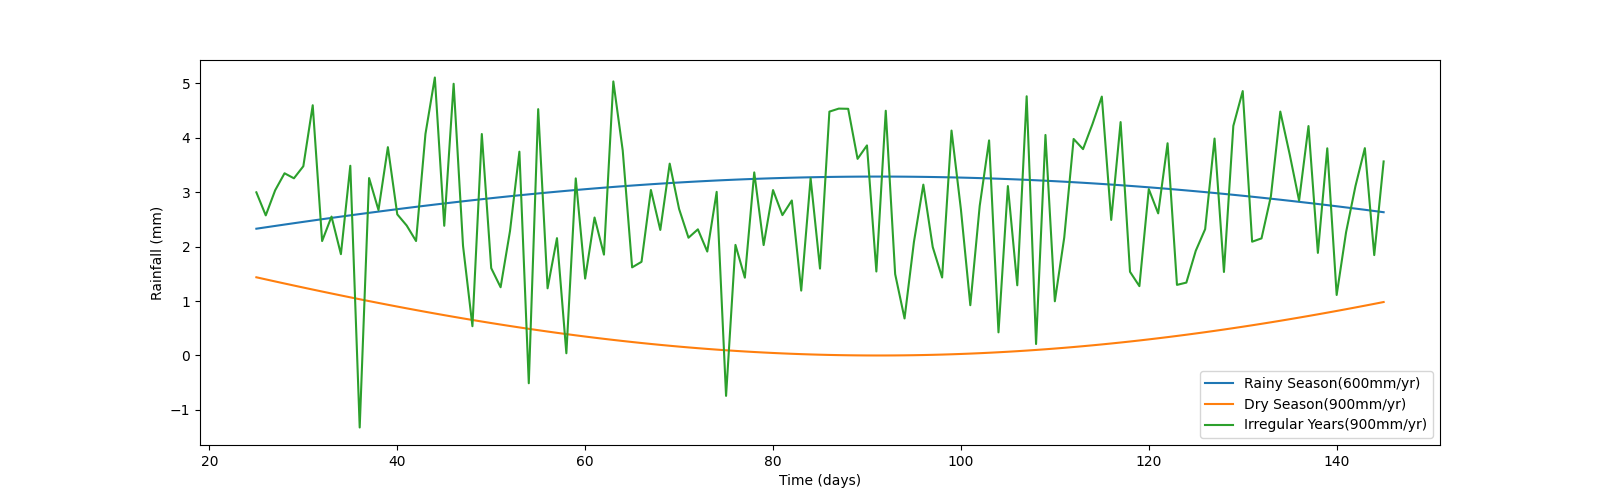 5
4
3
2
1
0
−1
Rainfall (mm)
20
40
60
80
100
120
140
Time (days)
Rainy Season(600mm/yr)
Dry Season(900mm/yr)
Irregular Years(900mm/yr)